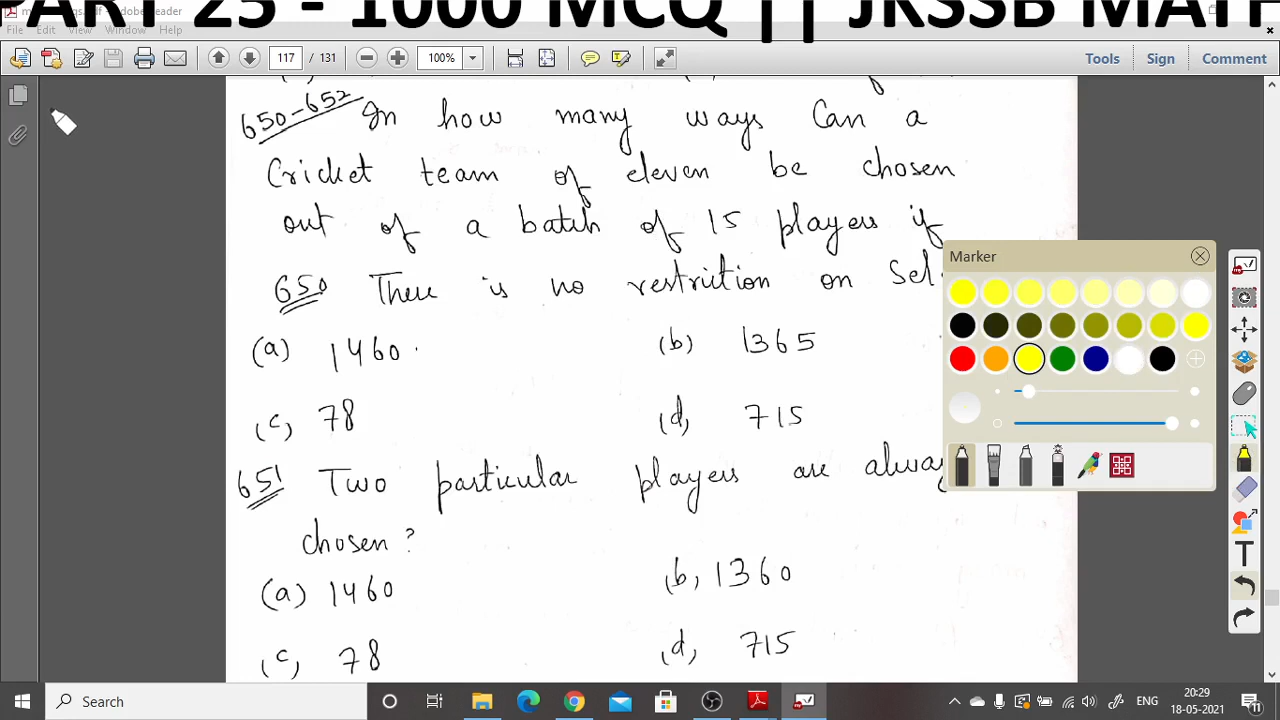 ART 25 - 1000 MCQ || JKSSB MATH
File Edit View Window Help
117 / 131 100% Tools Sign Comment
650-652 In how many ways can a
Cricket team of eleven be chosen
out of a batch of 15 players if
650 There is no restriction on Sel
(a) 1460 (b) 1365
(c) 78 (d) 715
651 Two particular players are alway
chosen?
(a) 1460 (b) 1360
(c) 78 (d) 715
Marker
T
Search
ENG
20:29
18-05-2021
11